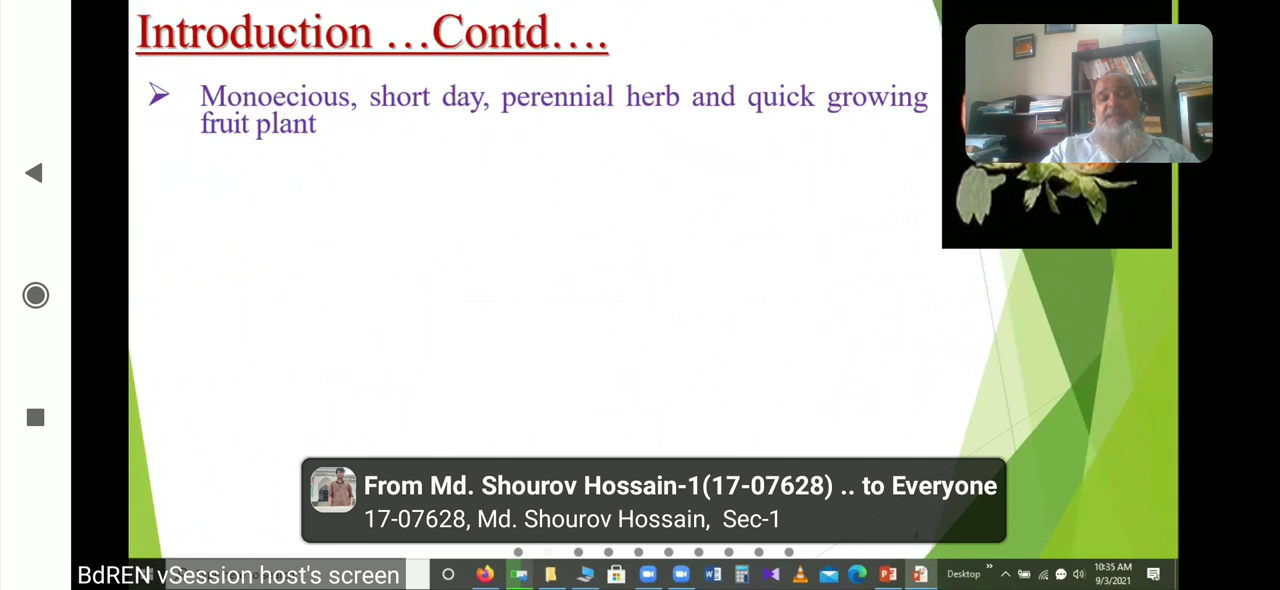 Introduction …Contd….
➢ Monoecious, short day, perennial herb and quick growing
fruit plant
From Md. Shourov Hossain-1(17-07628) .. to Everyone
17-07628, Md. Shourov Hossain, Sec-1
4
BdREN vSession host's screen
Desktop
10:35 AM
9/3/2021